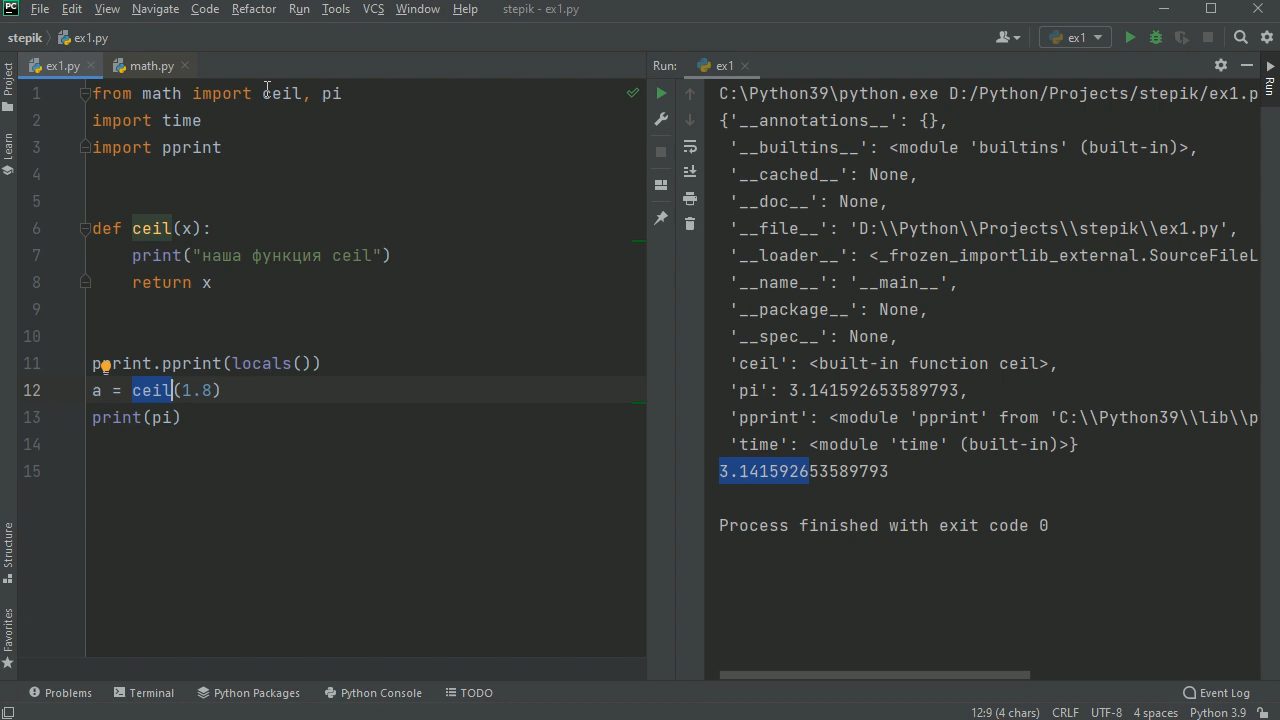 PC File Edit View Navigate Code Refactor Run Tools VCS Window Help stepik - ex1.py
stepik ex1.py ex1
ex1.py math.py
Run: ex1
Project
Learn
Structure
Favorites
Run
1 from math import ceil, pi
2 import time
3 import pprint
4
5
6 def ceil(x):
7 print("наша функция ceil")
8 return x
9
10
11 pprint.pprint(locals())
12 a = ceil(1.8)
13 print(pi)
14
15
C:\Python39\python.exe D:/Python/Projects/stepik/ex1.p
{'__annotations__': {},
'__builtins__': <module 'builtins' (built-in)>,
'__cached__': None,
'__doc__': None,
'__file__': 'D:\\Python\\Projects\\stepik\\ex1.py',
'__loader__': <_frozen_importlib_external.SourceFileL
'__name__': '__main__',
'__package__': None,
'__spec__': None,
'ceil': <built-in function ceil>,
'pi': 3.141592653589793,
'pprint': <module 'pprint' from 'C:\\Python39\\lib\\p
'time': <module 'time' (built-in)>}
3.141592653589793
Process finished with exit code 0
Problems Terminal Python Packages Python Console TODO Event Log
12:9 (4 chars) CRLF UTF-8 4 spaces Python 3.9